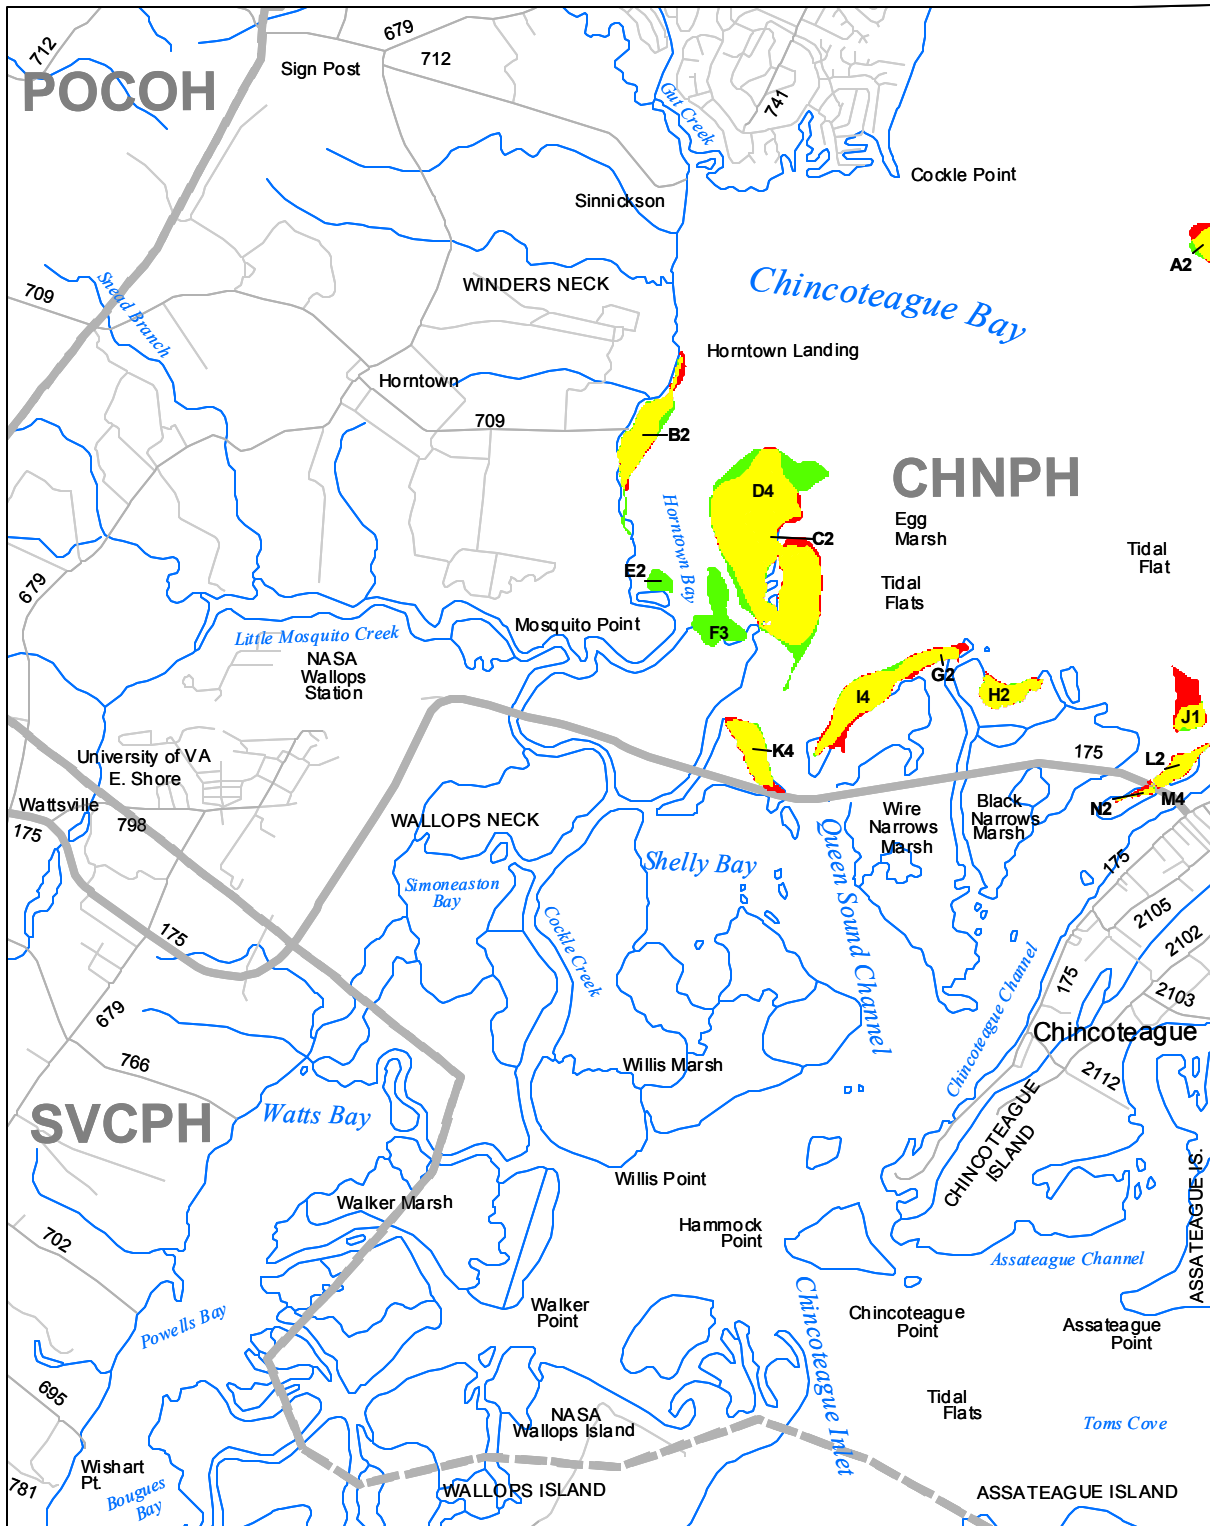 679
712
712
Sign Post
POCOH
Gut Creek
741
Cockle Point
Sinnickson
A2
WINDERS NECK
Chincoteague Bay
709
Snead Branch
Horntown Landing
Horntown
709
B2
CHNPH
D4
Horntown Bay
Egg
Marsh
C2
Tidal
Flat
E2
679
Tidal
Flats
Mosquito Point
F3
Little Mosquito Creek
NASA
Wallops
Station
G2
I4
H2
J1
University of VA
E. Shore
K4
175
L2
Wattsville
798
175
N2
M4
WALLOPS NECK
Wire
Narrows
Marsh
Black
Narrows
Marsh
Shelly Bay
Queen Sound Channel
175
Simoneaston
Bay
Cockle Creek
2105
175
2102
Chincoteague Channel
175
2103
679
Chincoteague
766
Willis Marsh
2112
SVCPH
Watts Bay
CHINCOTEAGUE
ISLAND
Willis Point
ASSATEAGUE IS.
Walker Marsh
Hammock
Point
702
Assateague Channel
Powells Bay
Walker
Point
Chincoteague Inlet
Chincoteague
Point
Assateague
Point
695
NASA
Wallops Island
Tidal
Flats
Toms Cove
Wishart
Pt.
781
Bougues
Bay
WALLOPS ISLAND
ASSATEAGUE ISLAND